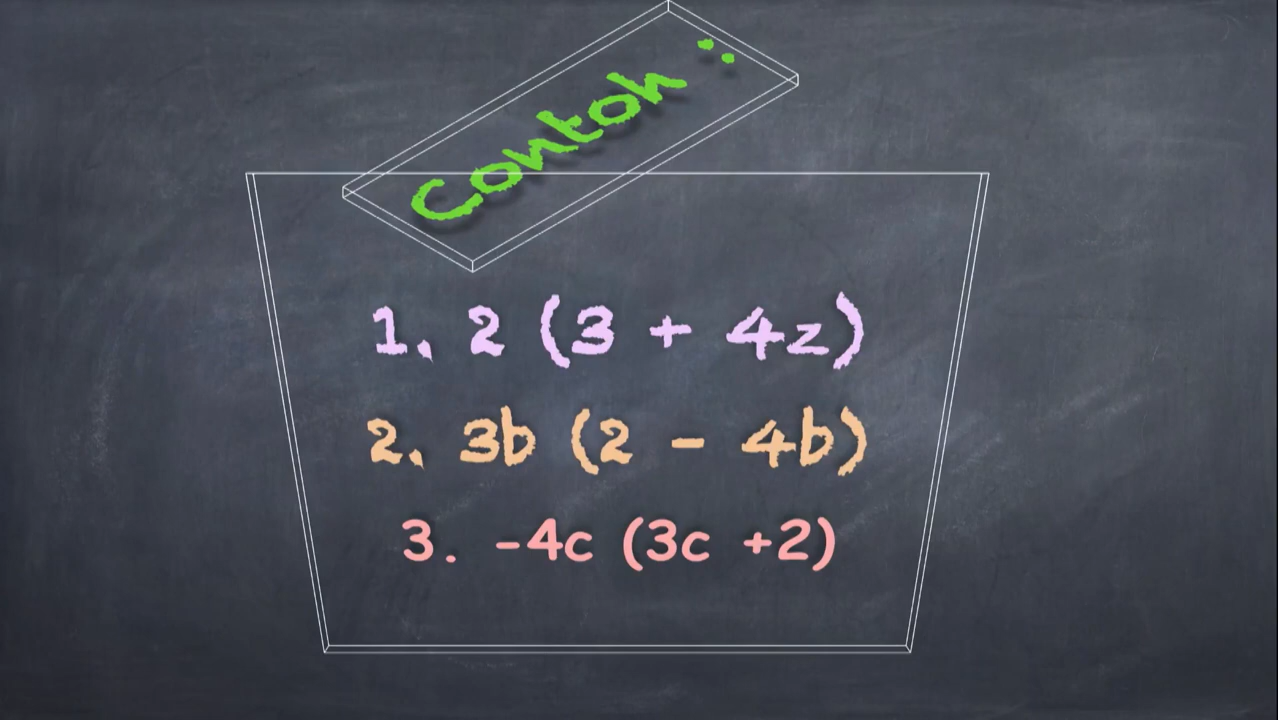 Contoh :
1. 2 (3 + 4z)
2. 3b (2 - 4b)
3. -4c (3c +2)